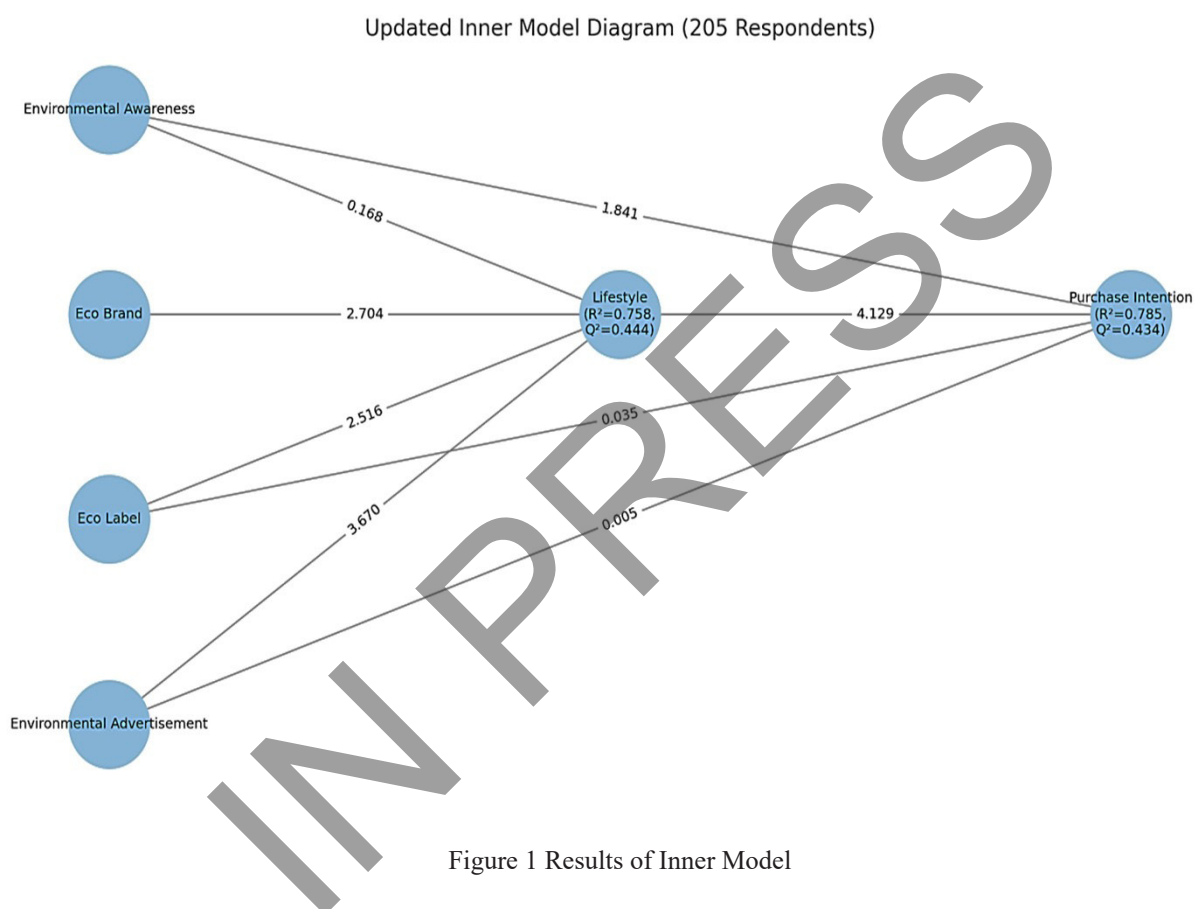 Updated Inner Model Diagram (205 Respondents)
Environmental Awareness
0.168
1.841
Eco Brand
2.704
Lifestyle
(R²=0.758,
Q²=0.444)
4.129
Purchase Intention
(R²=0.785,
Q²=0.434)
2.516
0.035
Eco Label
3.670
0.005
Environmental Advertisement
IN PRESS
Figure 1 Results of Inner Model